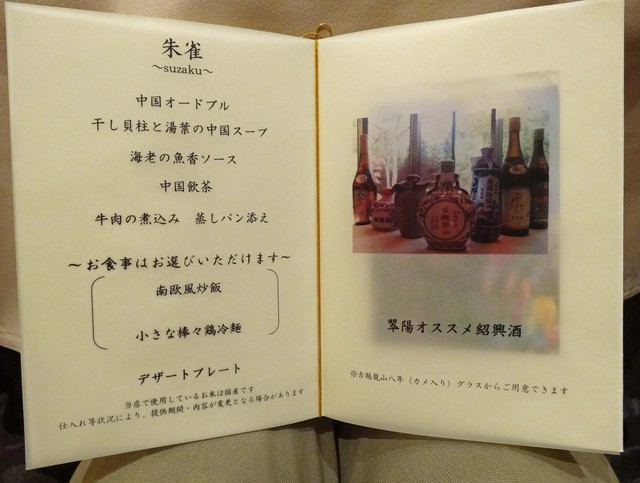 朱雀
～suzaku～
中国オードブル
干し貝柱と湯葉の中国スープ
海老の魚香ソース
中国飲茶
牛肉の煮込み　蒸しパン添え
～お食事はお選びいただけます～
南欧風炒飯
小さな棒々鶏冷麺
デザートプレート
当店で使用しているお米は国産です
仕入れ等状況により、提供期間・内容が変更となる場合があります
翠陽オススメ紹興酒
※古越龍山八年（カメ入り）グラスからご用意できます